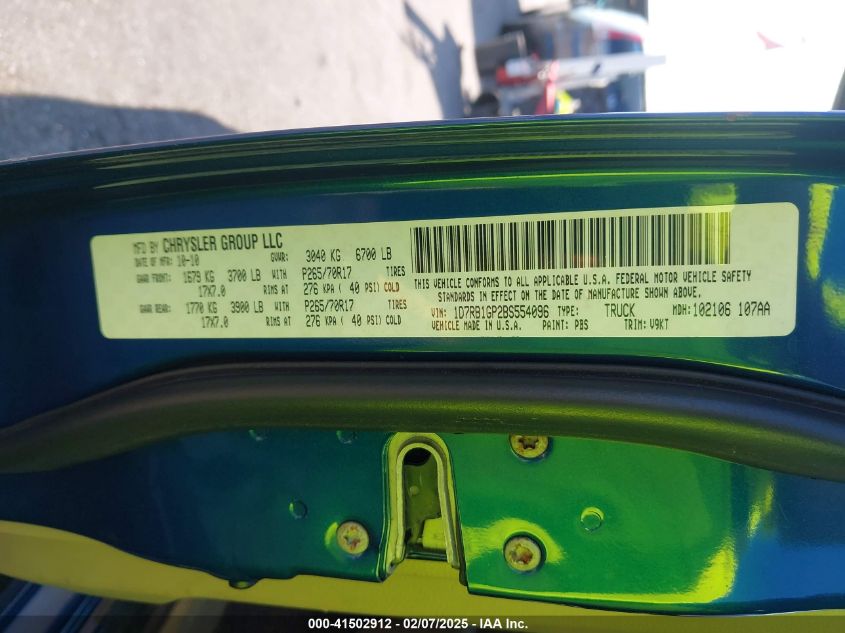 MFD BY CHRYSLER GROUP LLC
DATE OF MFR: 10-10 GVWR: 3040 KG 6700 LB
GAWR FRONT: 1679 KG 3700 LB WITH P265/70R17 TIRES
17X7.0 RIMS AT 276 KPA ( 40 PSI) COLD
GAWR REAR: 1770 KG 3900 LB WITH P265/70R17 TIRES
17X7.0 RIMS AT 276 KPA ( 40 PSI) COLD
THIS VEHICLE CONFORMS TO ALL APPLICABLE U.S.A. FEDERAL MOTOR VEHICLE SAFETY
STANDARDS IN EFFECT ON THE DATE OF MANUFACTURE SHOWN ABOVE.
VIN: 1D7RB1GP2BS554096 TYPE: TRUCK MDH: 102106 107AA
VEHICLE MADE IN U.S.A. PAINT: PBS TRIM: V9KT
000-41502912 - 02/07/2025 - IAA Inc.